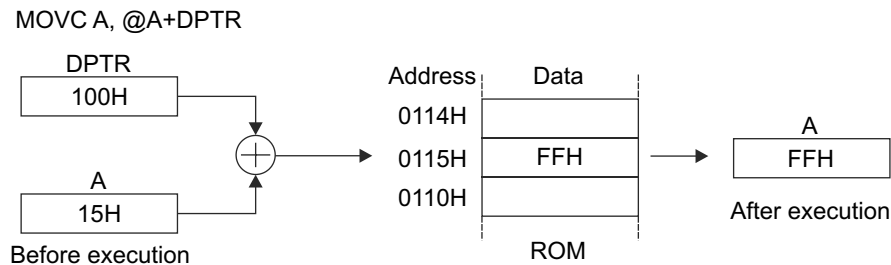 MOVC A, @A+DPTR
DPTR
100H
A
15H
Before execution
Address Data
0114H
0115H FFH
0110H
ROM
A
FFH
After execution